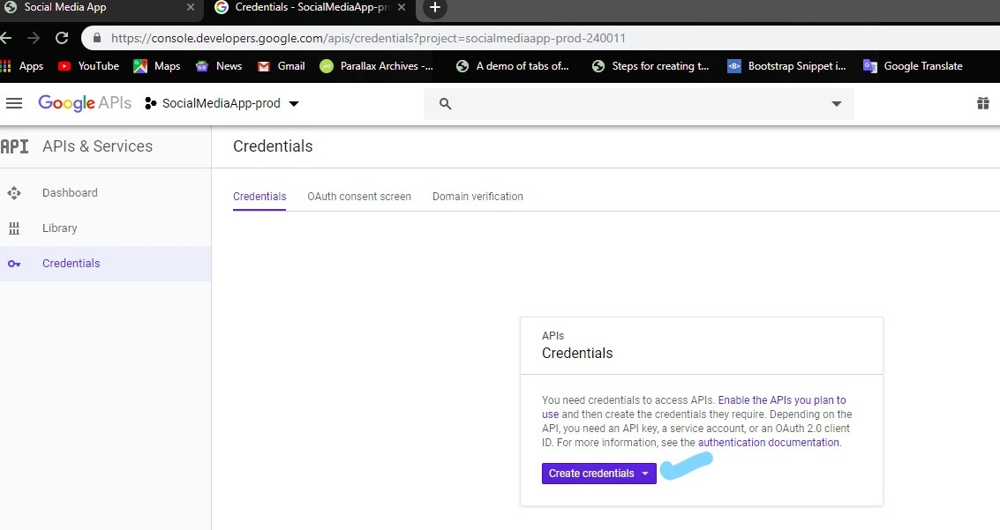 Social Media App
Credentials - SocialMediaApp-pr
https://console.developers.google.com/apis/credentials?project=socialmediaapp-prod-240011
Apps YouTube Maps News Gmail Parallax Archives -... A demo of tabs of... Steps for creating t... Bootstrap Snippet i... Google Translate
Google APIs SocialMediaApp-prod
API APIs & Services Credentials
Dashboard
Credentials OAuth consent screen Domain verification
Library
Credentials
APIs
Credentials
You need credentials to access APIs. Enable the APIs you plan to
use and then create the credentials they require. Depending on the
API, you need an API key, a service account, or an OAuth 2.0 client
ID. For more information, see the authentication documentation.
Create credentials